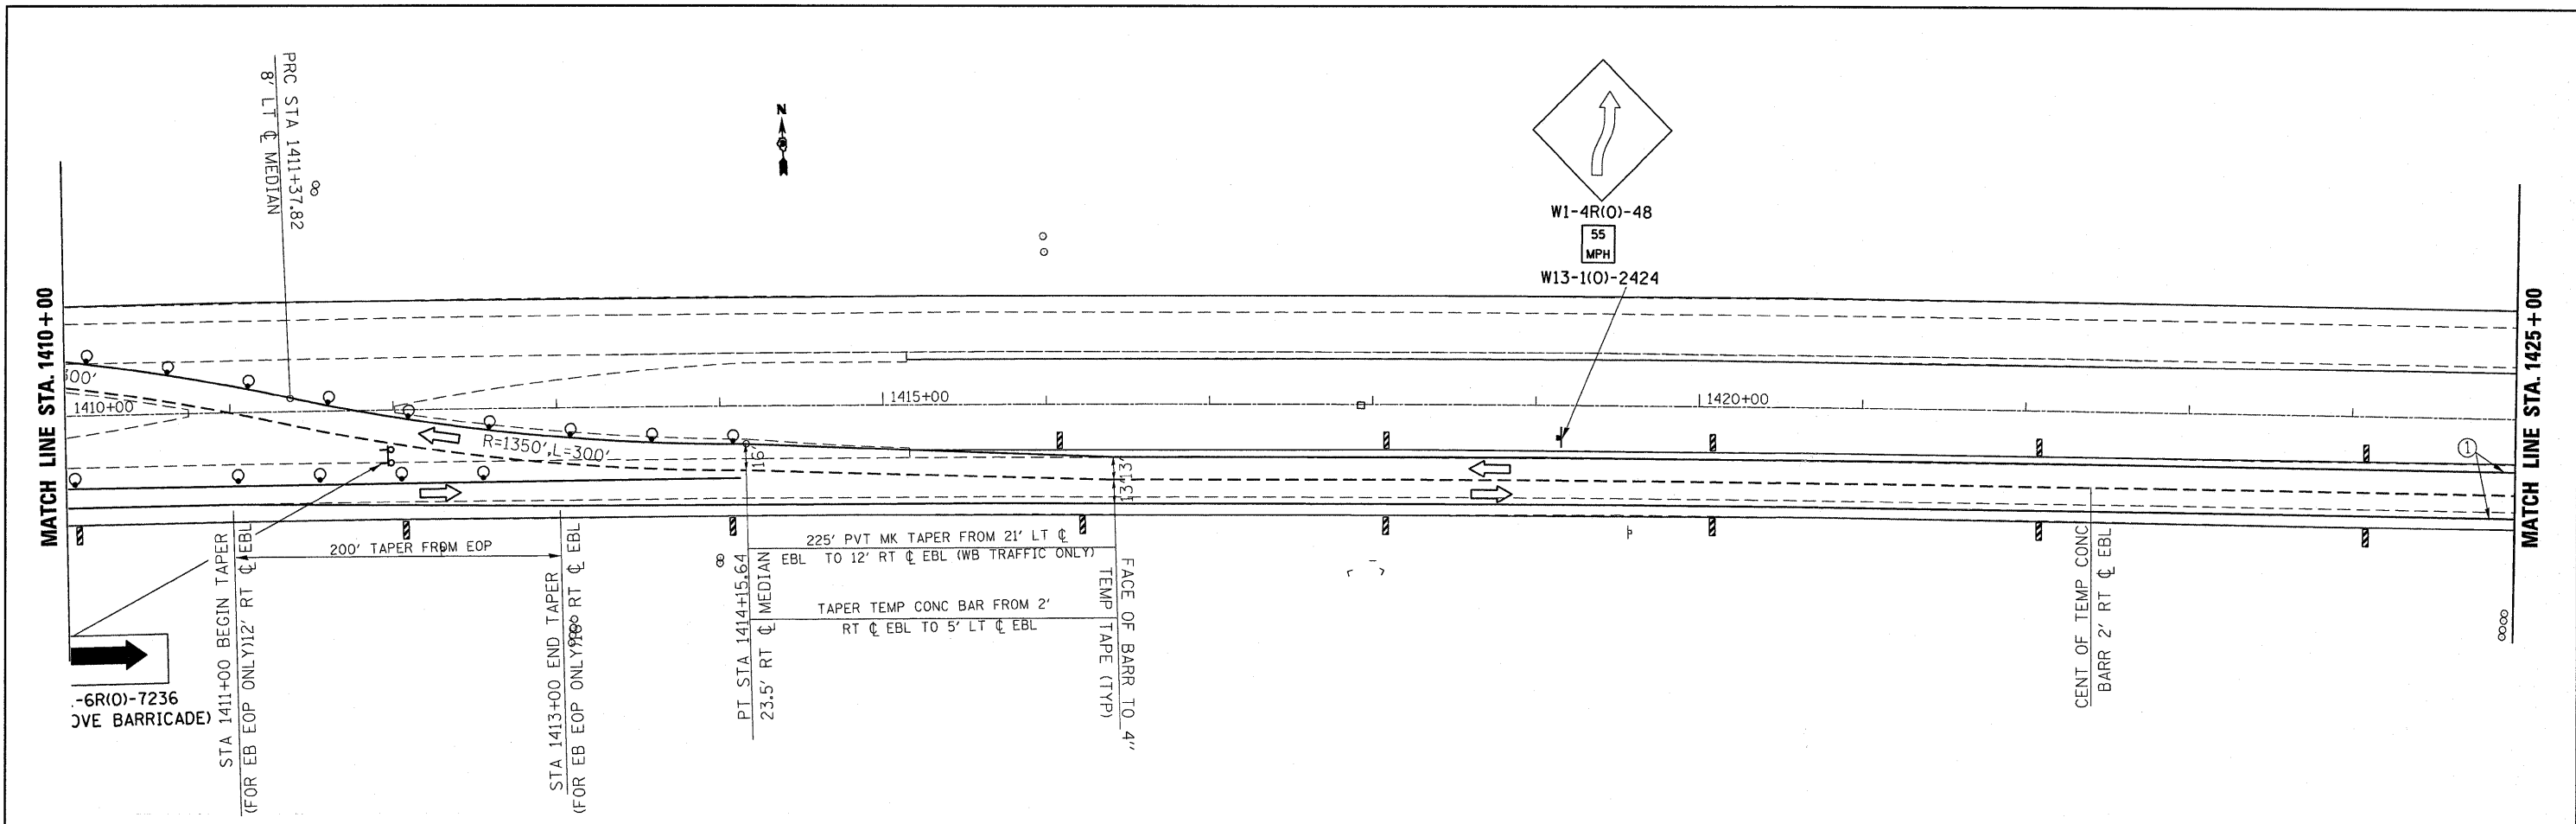 PRC STA 1411+37.82
8' LT ℄ MEDIAN
N
W1-4R(O)-48
55
MPH
W13-1(O)-2424
MATCH LINE STA. 1410+00
MATCH LINE STA. 1425+00
300'
1410+00
1415+00
1420+00
R=1350',L=300'
16'
13'
13'
4"
1
200' TAPER FROM EOP
225' PVT MK TAPER FROM 21' LT ℄
EBL TO 12' RT ℄ EBL (WB TRAFFIC ONLY)
TAPER TEMP CONC BAR FROM 2'
RT ℄ EBL TO 5' LT ℄ EBL
STA 1411+00 BEGIN TAPER
(FOR EB EOP ONLY)12' RT ℄ EBL
STA 1413+00 END TAPER
(FOR EB EOP ONLY) RT ℄ EBL
PT STA 1414+15.64
23.5' RT ℄ MEDIAN
FACE OF BARR TO 4"
TEMP TAPE (TYP)
CENT OF TEMP CONC
BARR 2' RT ℄ EBL
-6R(O)-7236
OVE BARRICADE)